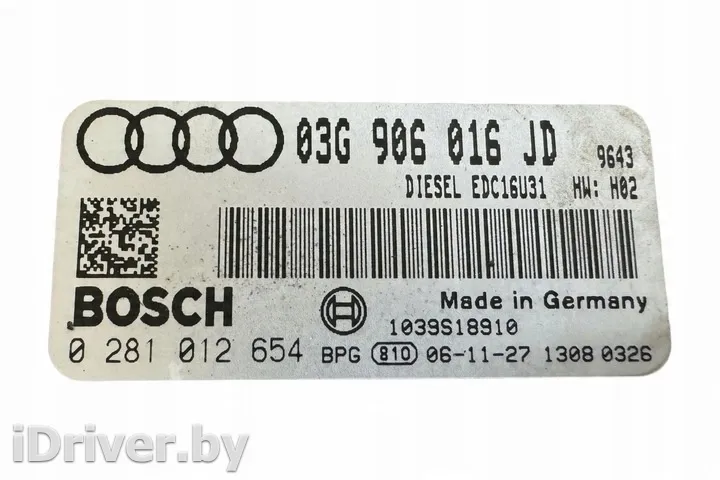 03G 906 016 JD 9643
DIESEL EDC16U31 HW: H02
BOSCH
Made in Germany
1039S18910
0 281 012 654 BPG 810 06-11-27 1308 0326
iDriver.by